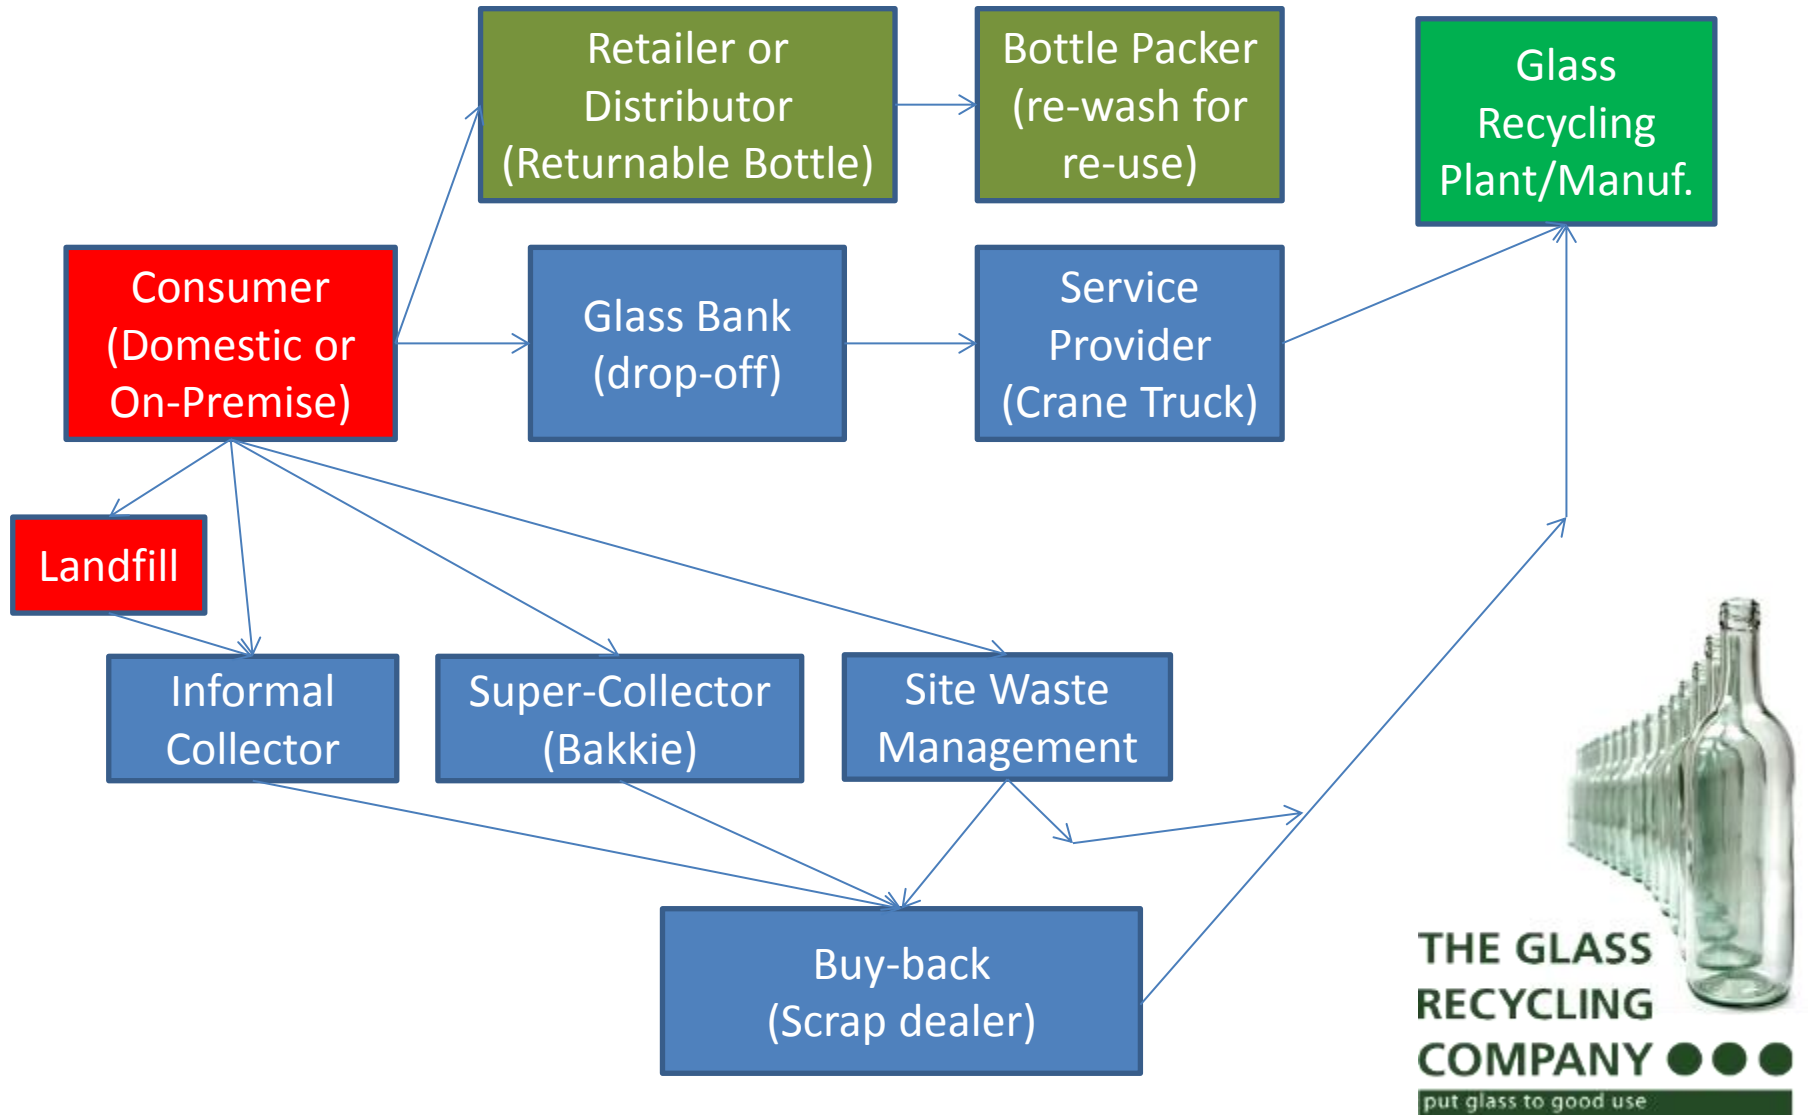 Retailer or
Distributor
(Returnable Bottle)
Bottle Packer
(re-wash for
re-use)
Glass
Recycling
Plant/Manuf.
Consumer
(Domestic or
On-Premise)
Glass Bank
(drop-off)
Service
Provider
(Crane Truck)
Landfill
Informal
Collector
Super-Collector
(Bakkie)
Site Waste
Management
Buy-back
(Scrap dealer)
THE GLASS
RECYCLING
COMPANY
put glass to good use